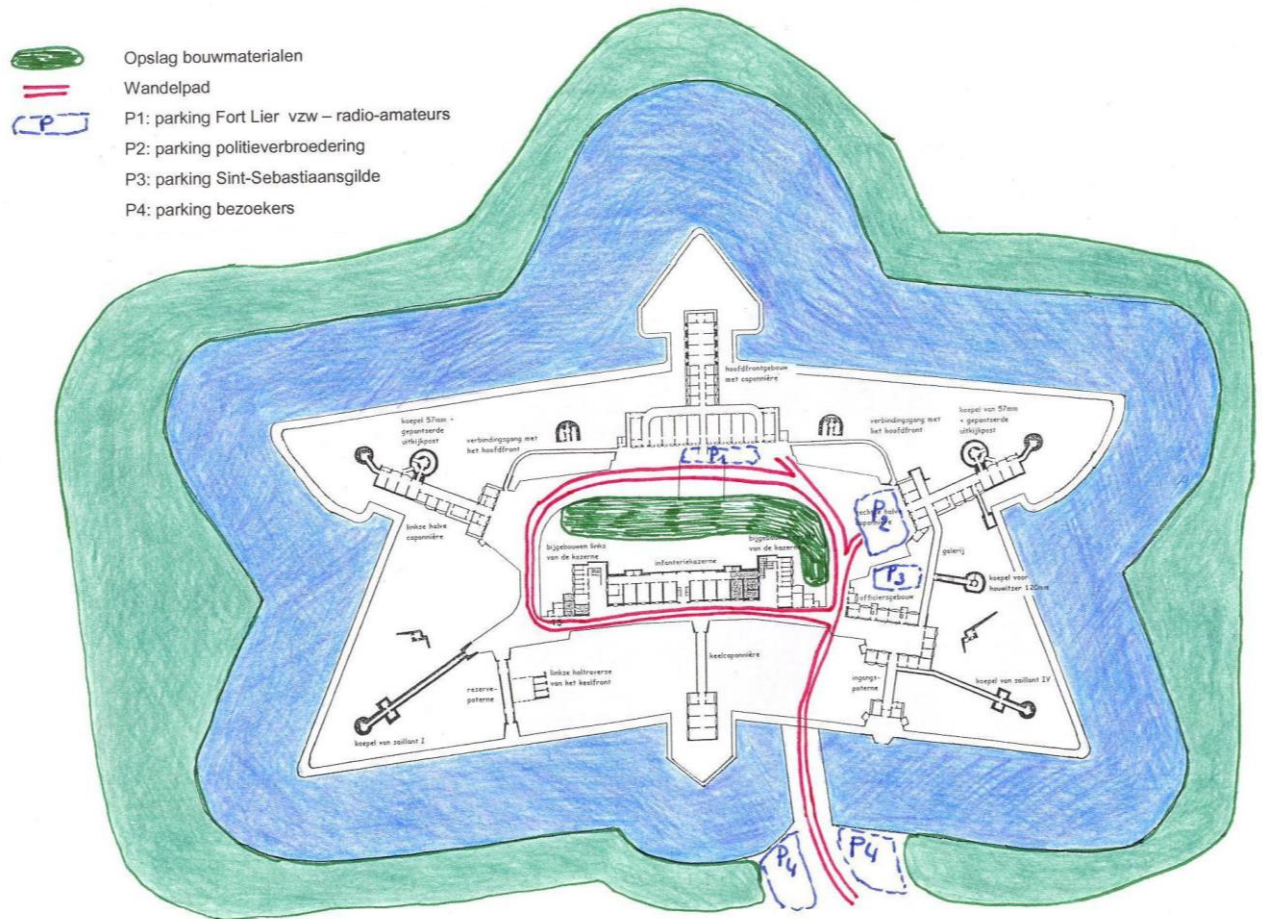 Opslag bouwmaterialen
Wandelpad
P
P1: parking Fort Lier vzw – radio-amateurs
P2: parking politieverbroedering
P3: parking Sint-Sebastiaansgilde
P4: parking bezoekers
hoofdfrontgebouw
met caponnière
koepel 57mm +
gepantserde
uitkijkpost
verbindingsgang met
het hoofdfront
verbindingsgang met
het hoofdfront
koepel van 57mm
+ gepantserde
uitkijkpost
P1
P2
linkse halve
caponnière
bijgebouwen links
van de kazerne
infanteriekazerne
van de kazerne
galerij
P3
koepel voor
houwitzer 120mm
officiersgebouw
linkse haltraverse
van het keelfront
reserve-
poterne
keelcaponnière
ingangs-
poterne
koepel van saillant IV
koepel van saillant I
P4
P4